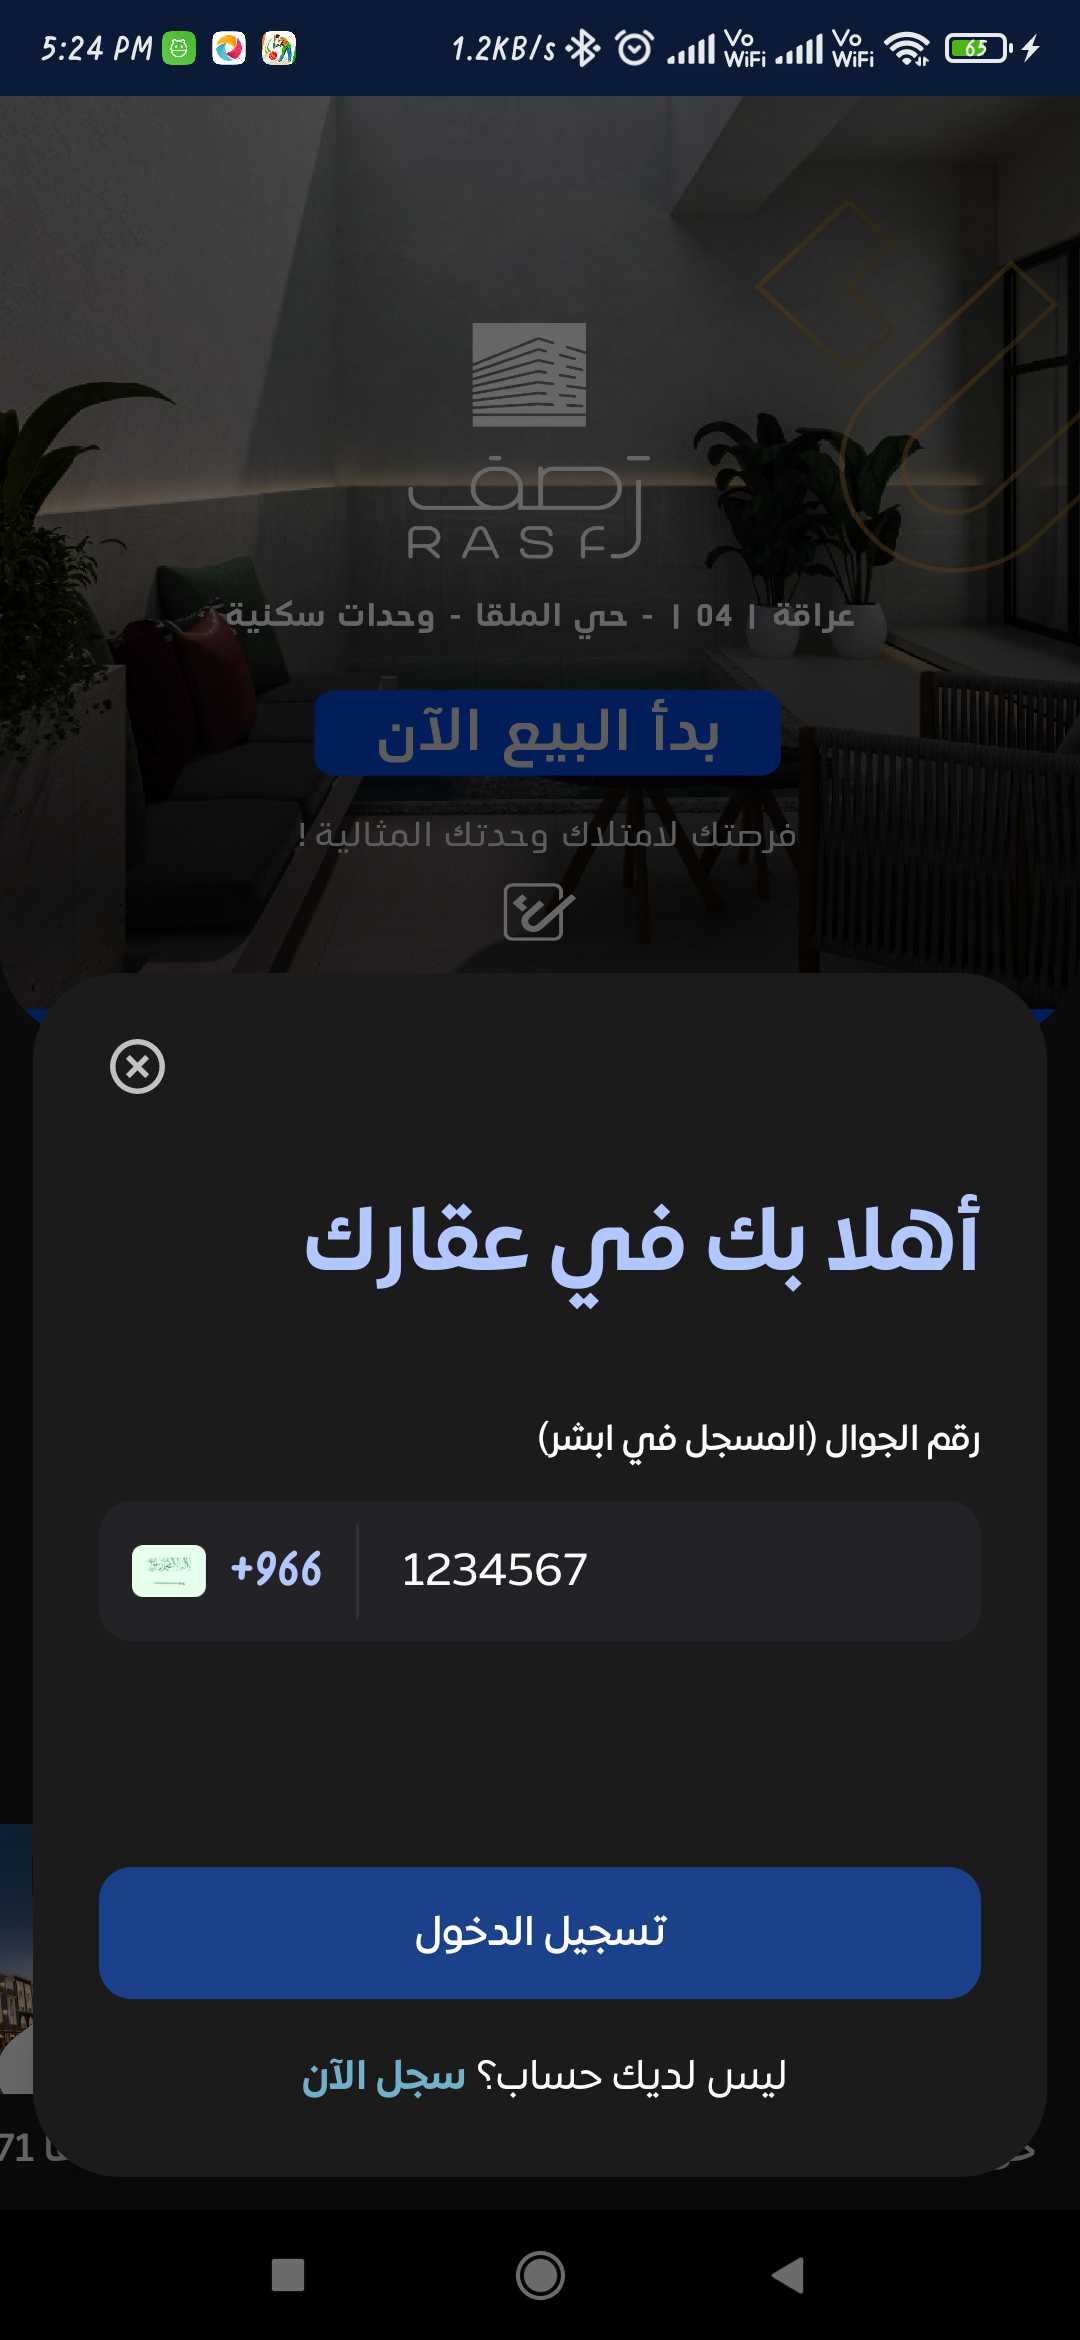 5:24 PM 1.2KB/s Vo WiFi Vo WiFi 65
رَصف
RASF
عراقة | 04 | - حي الملقا - وحدات سكنية
بدأ البيع الآن
فرصتك لامتلاك وحدتك المثالية !
أهلا بك في عقارك
رقم الجوال (المسجل في ابشر)
+966 1234567
تسجيل الدخول
ليس لديك حساب؟ سجل الآن
71